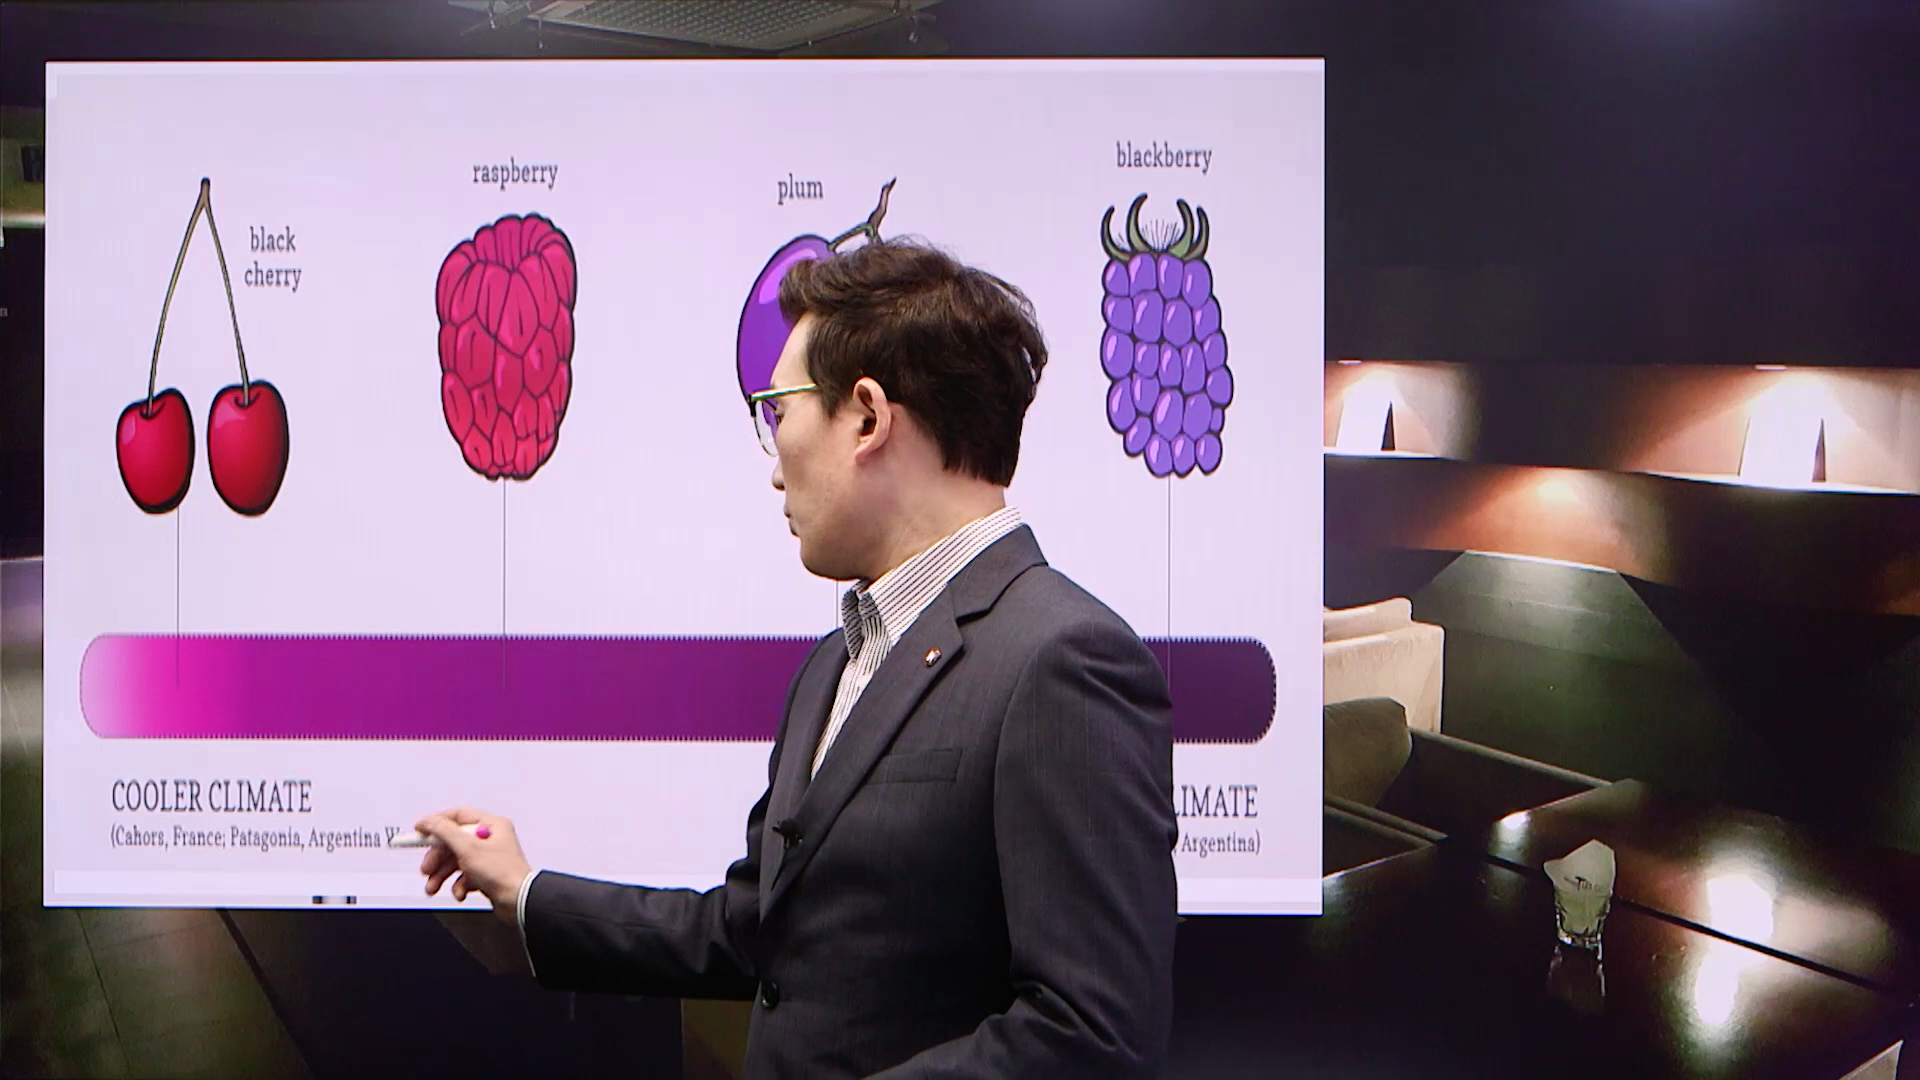 blackberry
raspberry
plum
black
cherry
COOLER CLIMATE
LIMATE
(Cahors, France; Patagonia, Argentina
Argentina)